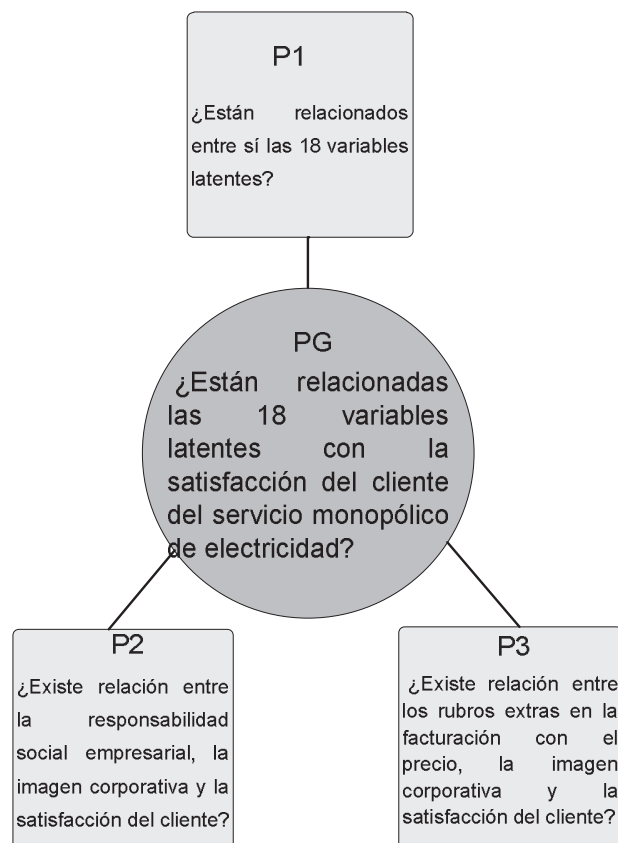 P1
¿Están relacionados
entre sí las 18 variables
latentes?
PG
¿Están relacionadas
las 18 variables
latentes con la
satisfacción del cliente
del servicio monopólico
de electricidad?
P2
¿Existe relación entre
la responsabilidad
social empresarial, la
imagen corporativa y la
satisfacción del cliente?
P3
¿Existe relación entre
los rubros extras en la
facturación con el
precio, la imagen
corporativa y la
satisfacción del cliente?